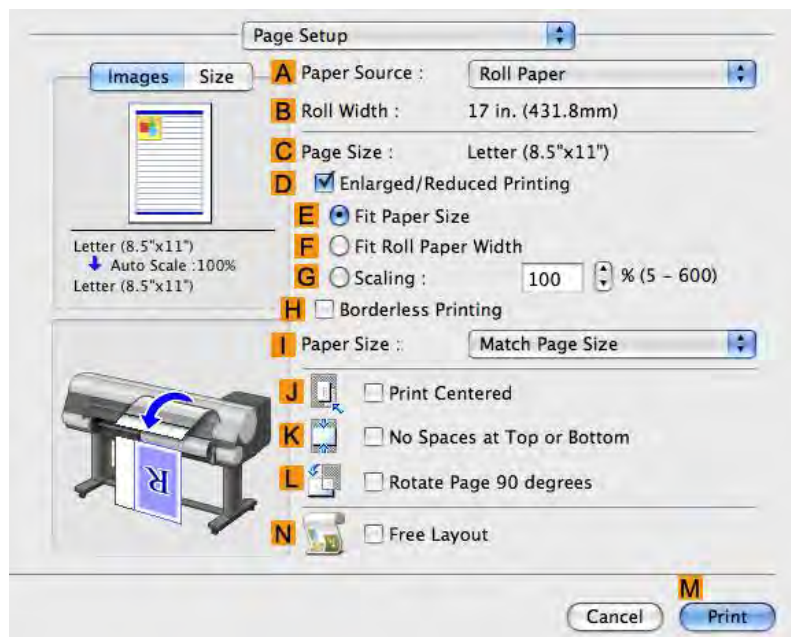 Page Setup
Images Size
A Paper Source : Roll Paper
B Roll Width : 17 in. (431.8mm)
C Page Size : Letter (8.5"x11")
D Enlarged/Reduced Printing
E Fit Paper Size
F Fit Roll Paper Width
G Scaling : 100 % (5 - 600)
Letter (8.5"x11")
Auto Scale :100%
Letter (8.5"x11")
H Borderless Printing
I Paper Size : Match Page Size
J Print Centered
K No Spaces at Top or Bottom
L Rotate Page 90 degrees
R
N Free Layout
M
Cancel Print